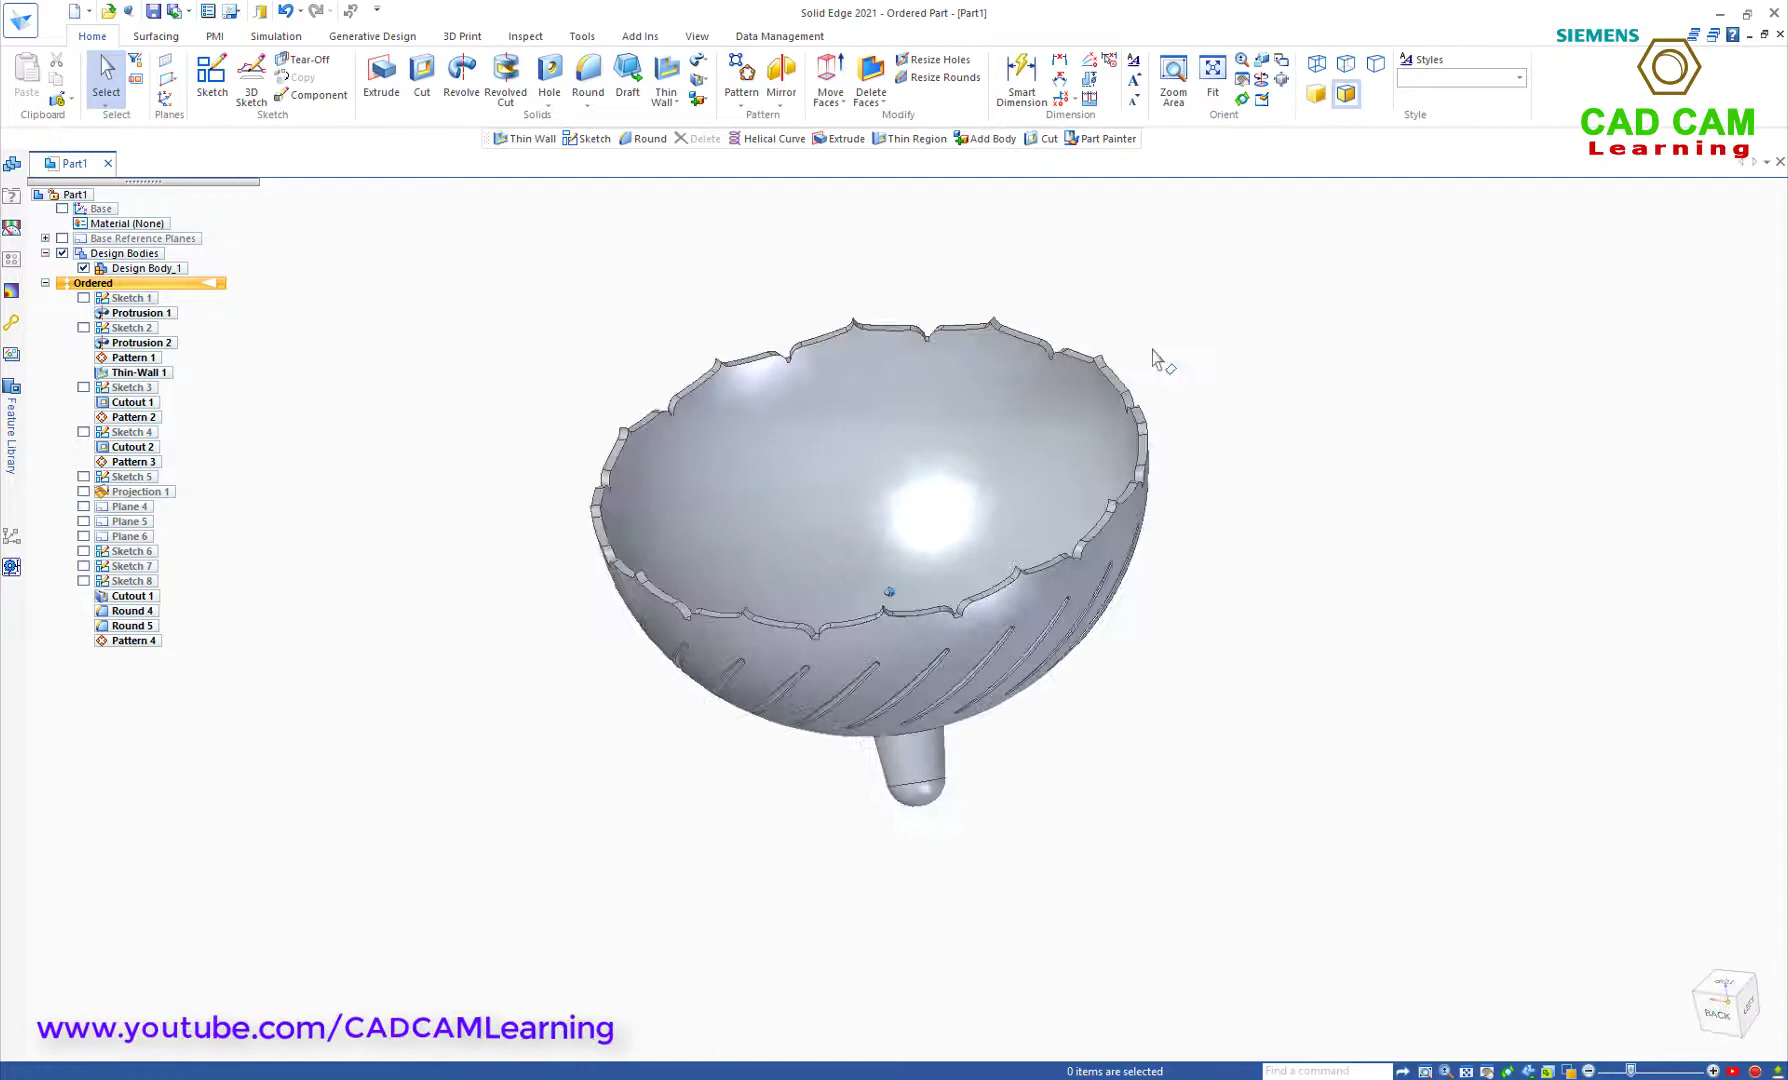 Solid Edge 2021 - Ordered Part - [Part1]
Home Surfacing PMI Simulation Generative Design 3D Print Inspect Tools Add Ins View Data Management
SIEMENS
CAD CAM
Learning
Paste
Clipboard
Select
Select
Planes
Sketch
3D Sketch
Tear-Off
Copy
Component
Sketch
Extrude
Cut
Revolve
Revolved Cut
Hole
Round
Draft
Thin Wall
Solids
Pattern
Mirror
Pattern
Move Faces
Delete Faces
Resize Holes
Resize Rounds
Modify
Smart Dimension
Dimension
Zoom Area
Fit
Orient
Styles
Style
Thin Wall Sketch Round Delete Helical Curve Extrude Thin Region Add Body Cut Part Painter
Part1
Part1
Base
Material (None)
Base Reference Planes
Design Bodies
Design Body_1
Ordered
Sketch 1
Protrusion 1
Sketch 2
Protrusion 2
Pattern 1
Thin-Wall 1
Sketch 3
Cutout 1
Pattern 2
Sketch 4
Cutout 2
Pattern 3
Sketch 5
Projection 1
Plane 4
Plane 5
Plane 6
Sketch 6
Sketch 7
Sketch 8
Cutout 1
Round 4
Round 5
Pattern 4
Feature Library
BACK
www.youtube.com/CADCAMLearning
0 items are selected
Find a command